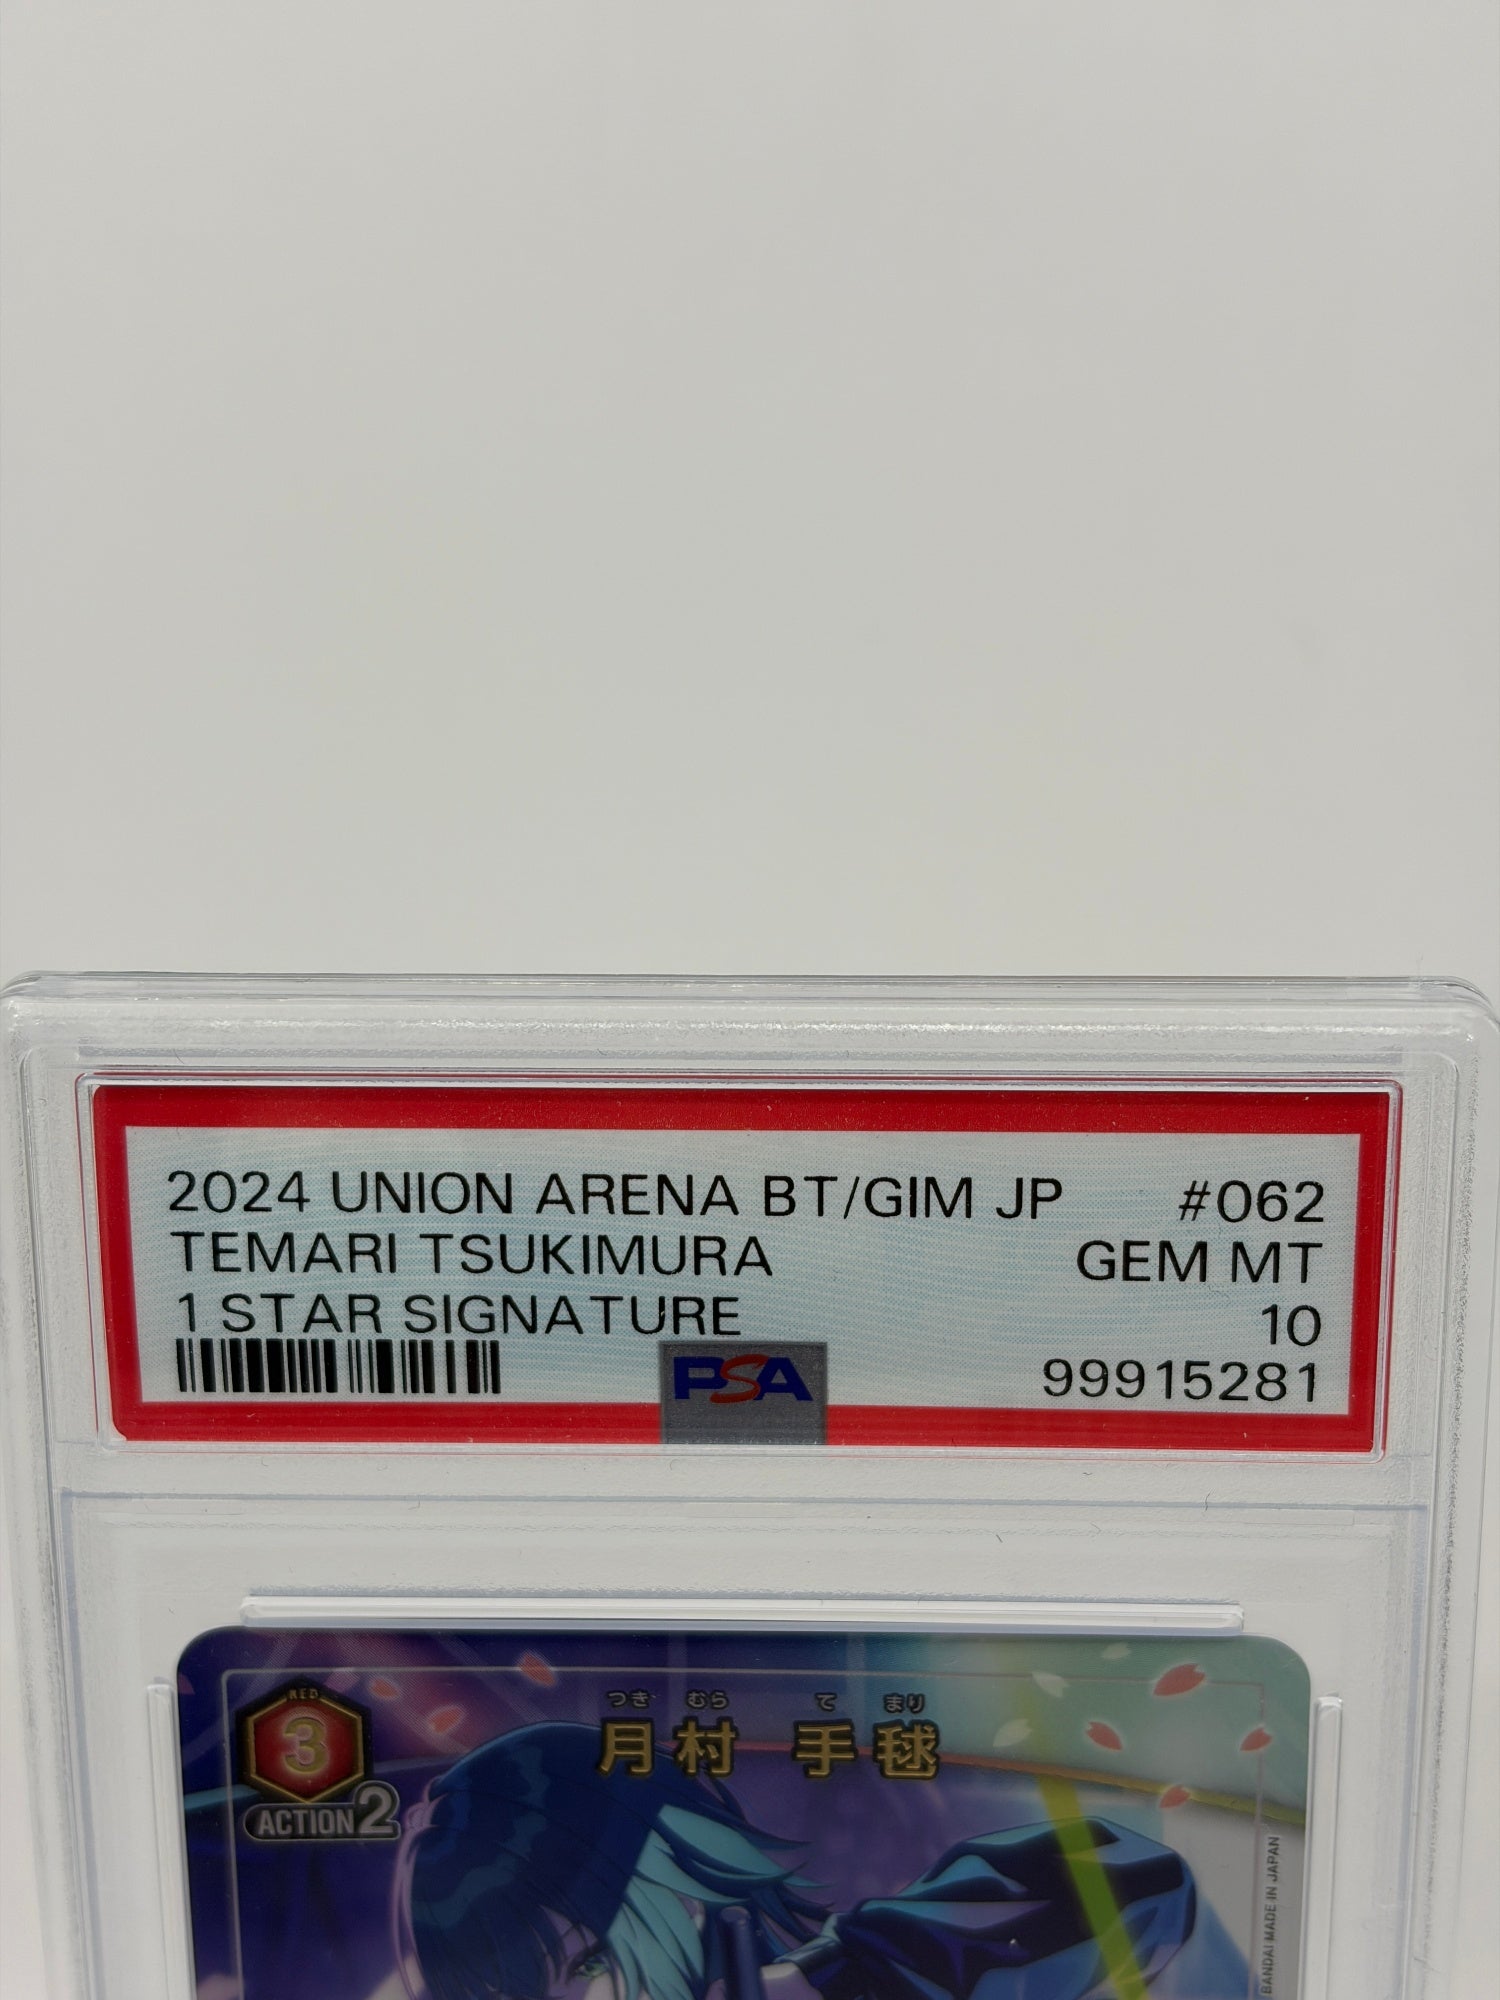 2024 UNION ARENA BT/GIM JP #062
TEMARI TSUKIMURA GEM MT
1 STAR SIGNATURE 10
PSA 99915281
RED
3
ACTION2
つき むら て まり
月村 手毬
BANDAI MADE IN JAPAN